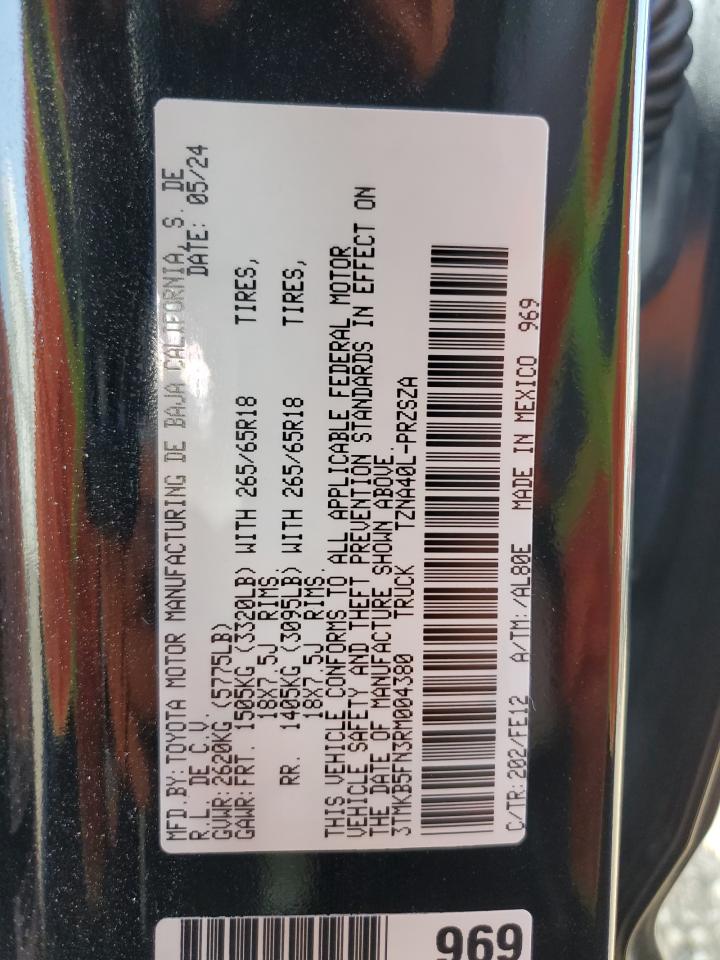 MFD.BY: TOYOTA MOTOR MANUFACTURING DE BAJA CALIFORNIA, S. DE
R.L. DE C.V. DATE: 05/24
GVWR: 2620KG (5775LB)
GAWR: FRT. 1505KG (3320LB) WITH 265/65R18 TIRES,
18X7.5J RIMS.
RR. 1405KG (3095LB) WITH 265/65R18 TIRES,
18X7.5J RIMS.
THIS VEHICLE CONFORMS TO ALL APPLICABLE FEDERAL MOTOR
VEHICLE SAFETY AND THEFT PREVENTION STANDARDS IN EFFECT ON
THE DATE OF MANUFACTURE SHOWN ABOVE.
3TMKB5FN3RM004380 TRUCK TZNA40L-PRZSZA
C/TR: 202/FE12 A/TM: /AL80E MADE IN MEXICO 969
969